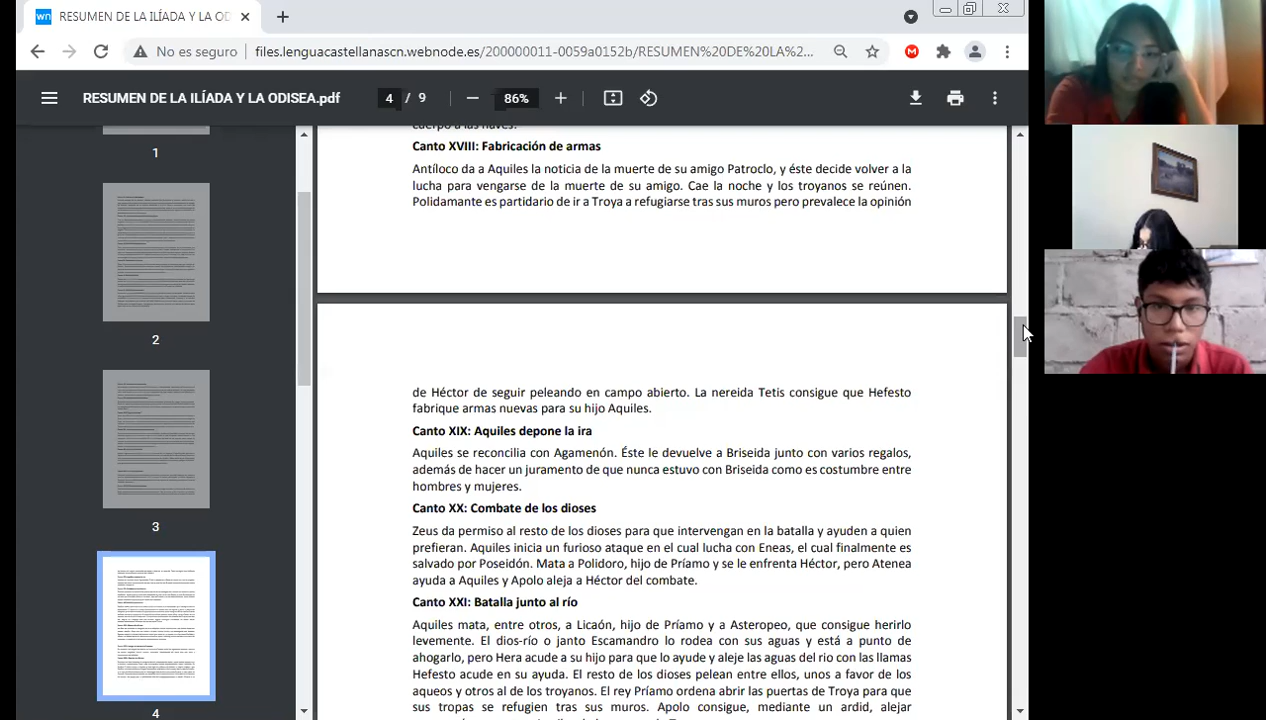 RESUMEN DE LA ILÍADA Y LA O
No es seguro
files.lenguacastellanascn.webnode.es/200000011-0059a0152b/RESUMEN%20DE%20LA%2...
RESUMEN DE LA ILÍADA Y LA ODISEA.pdf
4 / 9
86%
1
2
3
4
cuerpo a las naves.
Canto XVIII: Fabricación de armas
Antíloco da a Aquiles la noticia de la muerte de su amigo Patroclo, y éste decide volver a la
lucha para vengarse de la muerte de su amigo. Cae la noche y los troyanos se reúnen.
Polidamante es partidario de ir a Troya a refugiarse tras sus muros pero prevalece la opinión
de Héctor de seguir peleando en campo abierto. La nereida Tetis consigue que Hefesto
fabrique armas nuevas para su hijo Aquiles.
Canto XIX: Aquiles depone la ira
Aquiles se reconcilia con Agamenón. Éste le devuelve a Briseida junto con varios regalos,
además de hacer un juramento de que nunca estuvo con Briseida como es costumbre entre
hombres y mujeres.
Canto XX: Combate de los dioses
Zeus da permiso al resto de los dioses para que intervengan en la batalla y ayuden a quien
prefieran. Aquiles inicia un furioso ataque en el cual lucha con Eneas, el cual finalmente es
salvado por Poseidón. Mata a Polidoro, hijo de Príamo y se le enfrenta Héctor, pero Atenea
ayuda a Aquiles y Apolo aleja a Héctor del combate.
Canto XXI: Batalla junto al río
Aquiles mata, entre otros, a Licaón, hijo de Príamo y a Asteropeo, que consigue herirlo
levemente. El dios-río o janto Escamandro lo rodea con sus aguas y está a punto de
ahogarlo, pero Hera acude a su hijo para que lo ayude y aleje las aguas del rio con las llamas
Hefesto acude en su ayuda. El resto de los dioses pelean entre ellos, unos a favor de los
aqueos y otros al de los troyanos. El rey Príamo ordena abrir las puertas de Troya para que
sus tropas se refugien tras sus muros. Apolo consigue, mediante un ardid, alejar